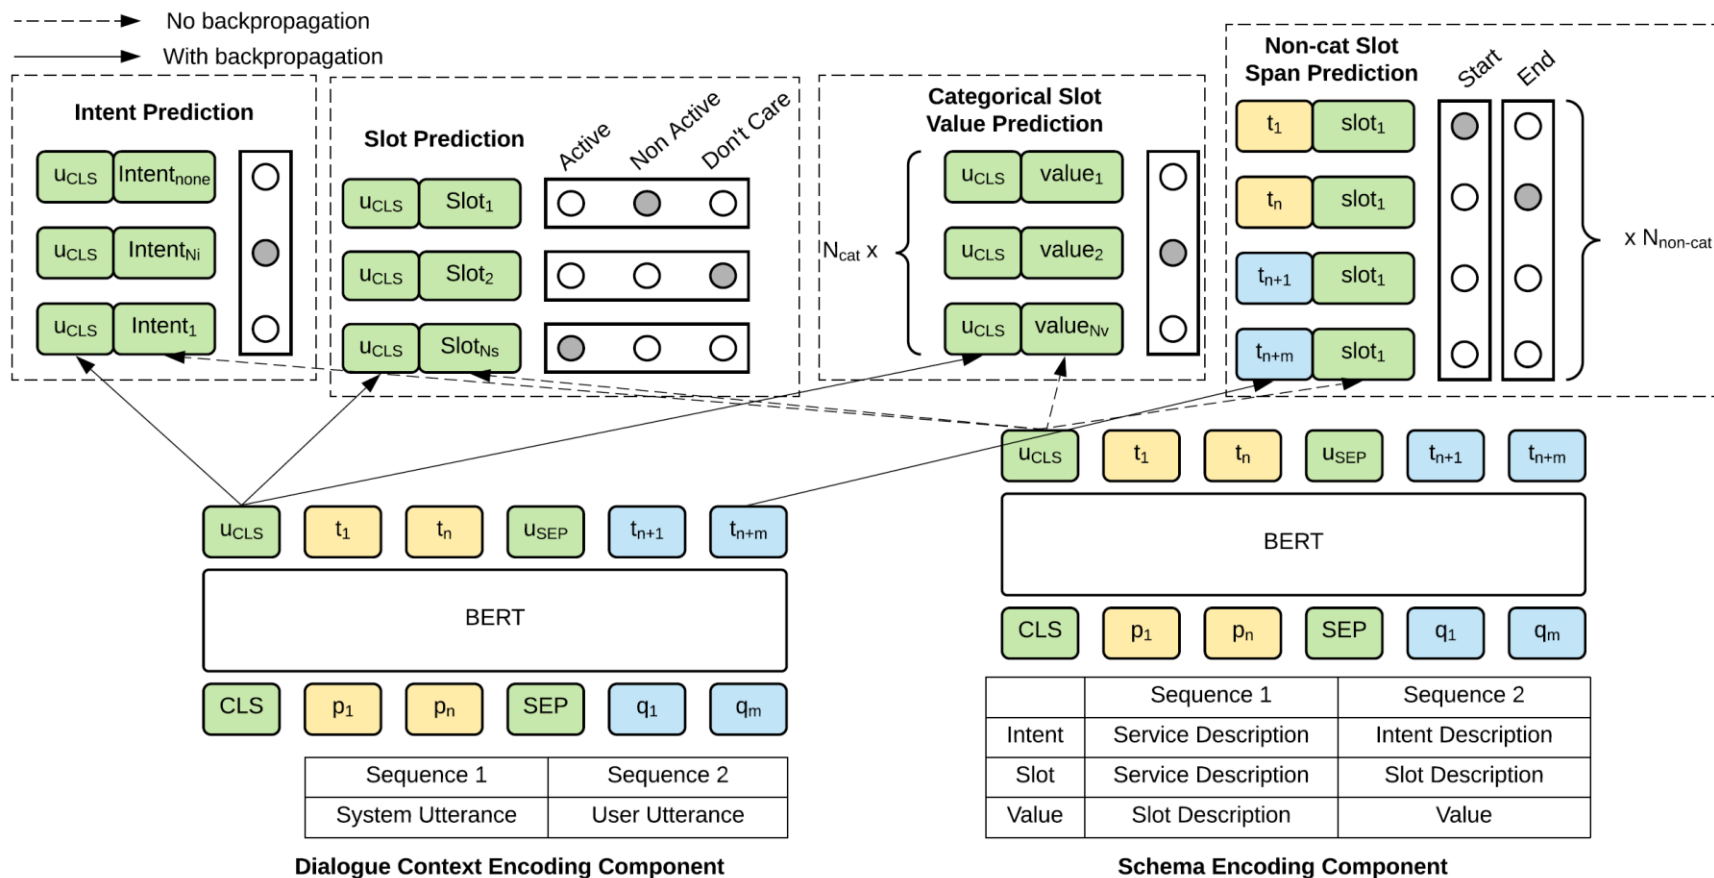 No backpropagation
With backpropagation
Intent Prediction
uCLS Intentnone
uCLS IntentNi
uCLS Intent1
Slot Prediction
Active
Non Active
Don't Care
uCLS Slot1
uCLS Slot2
uCLS SlotNs
Categorical Slot
Value Prediction
Ncat x
uCLS value1
uCLS value2
uCLS valueNv
Non-cat Slot
Span Prediction
Start
End
t1 slot1
tn slot1
tn+1 slot1
tn+m slot1
x Nnon-cat
uCLS t1 tn uSEP tn+1 tn+m
BERT
CLS p1 pn SEP q1 qm
Sequence 1 Sequence 2
System Utterance User Utterance
Dialogue Context Encoding Component
uCLS t1 tn uSEP tn+1 tn+m
BERT
CLS p1 pn SEP q1 qm
Sequence 1 Sequence 2
Intent Service Description Intent Description
Slot Service Description Slot Description
Value Slot Description Value
Schema Encoding Component